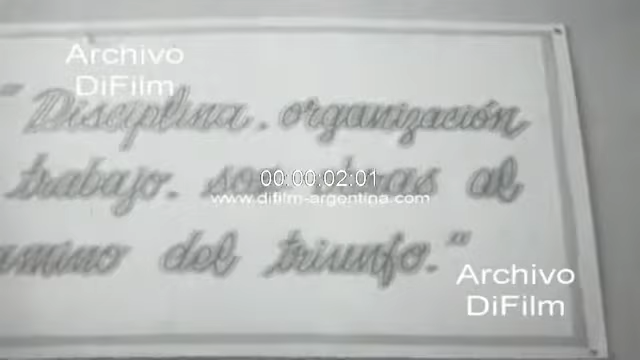 Archivo
DiFilm
"Disciplina, organización
trabajo. son
al
00:00:02:01
www.difilm-argentina.com
amino del triunfo."
Archivo
DiFilm